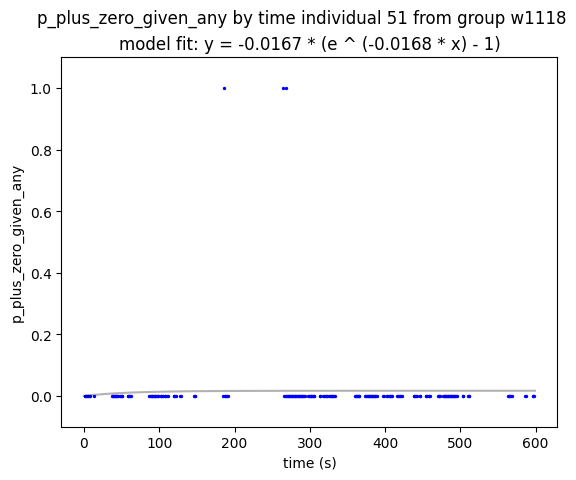 p_plus_zero_given_any by time individual 51 from group w1118
model fit: y = -0.0167 * (e ^ (-0.0168 * x) - 1)
p_plus_zero_given_any
1.0
0.8
0.6
0.4
0.2
0.0
0 100 200 300 400 500 600
time (s)